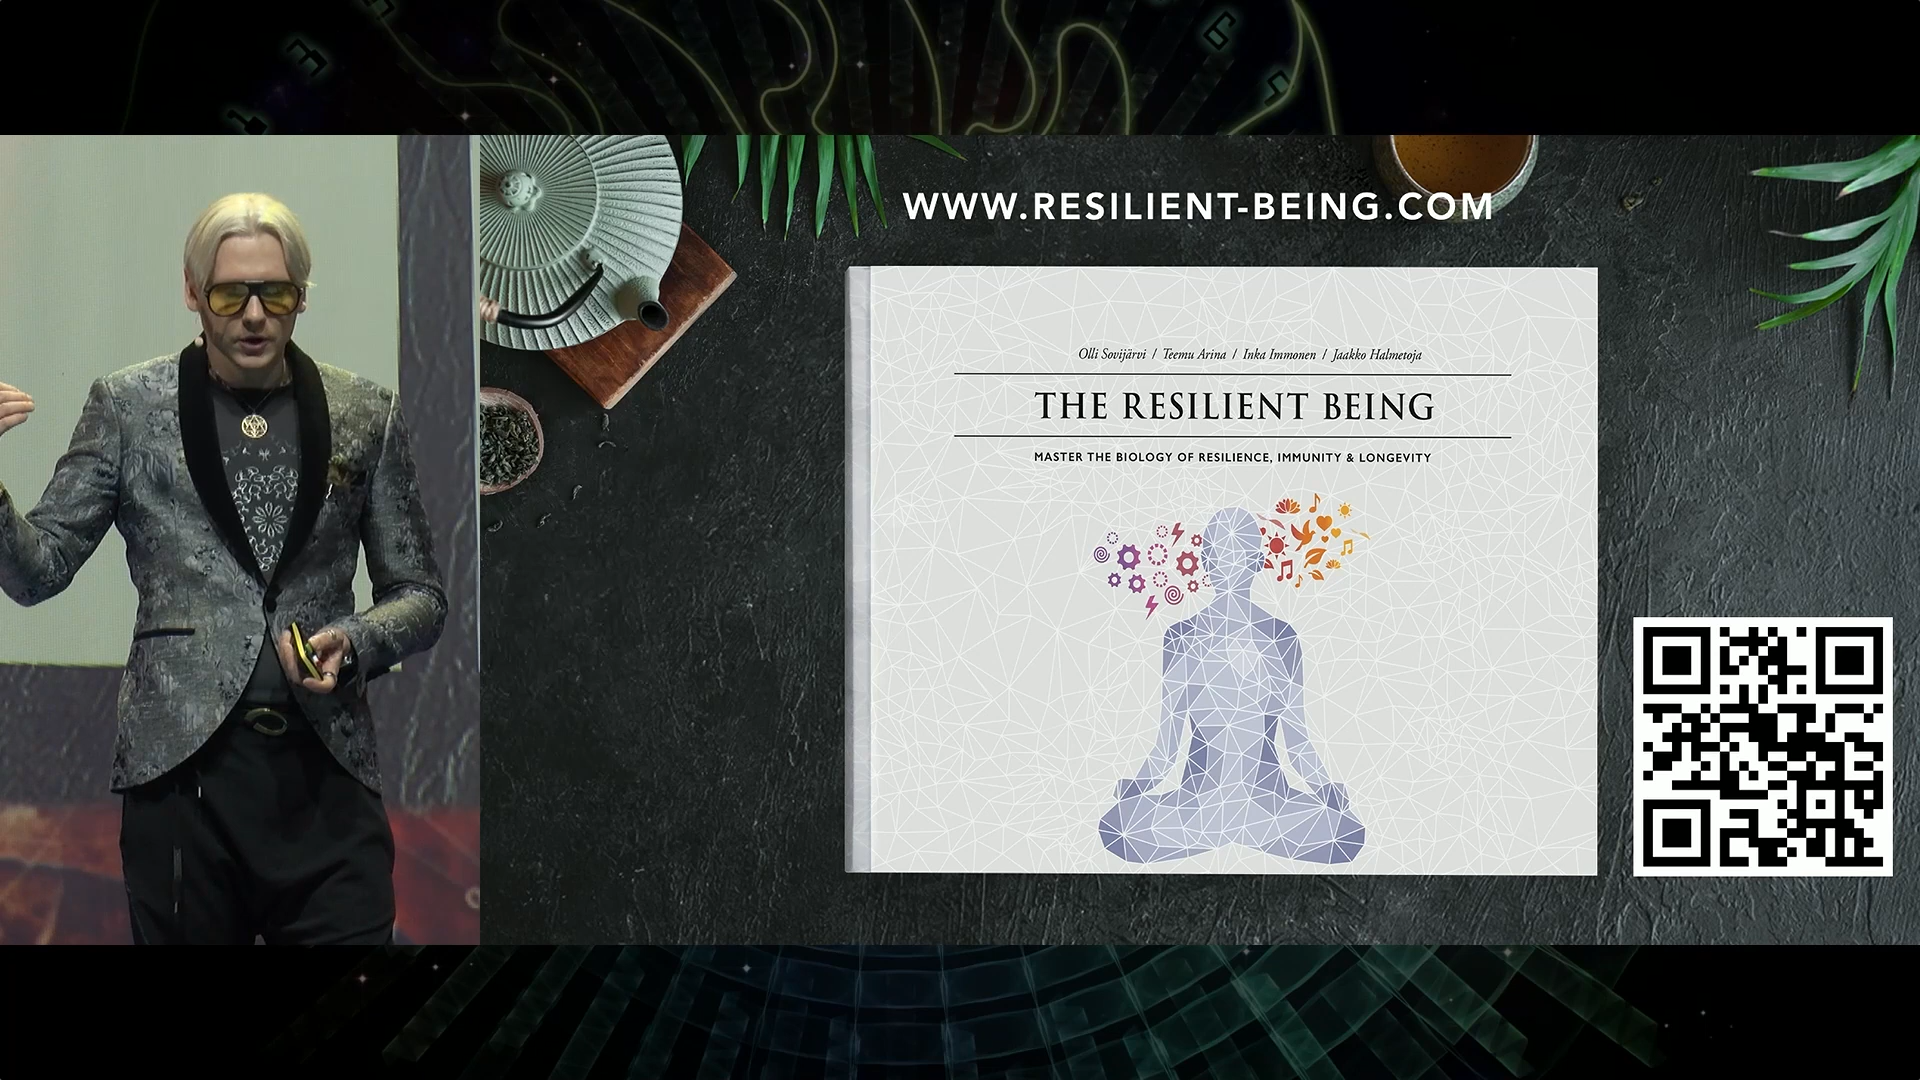 WWW.RESILIENT-BEING.COM
Olli Sovijärvi / Teemu Arina / Inka Immonen / Jaakko Halmetoja
THE RESILIENT BEING
MASTER THE BIOLOGY OF RESILIENCE, IMMUNITY & LONGEVITY